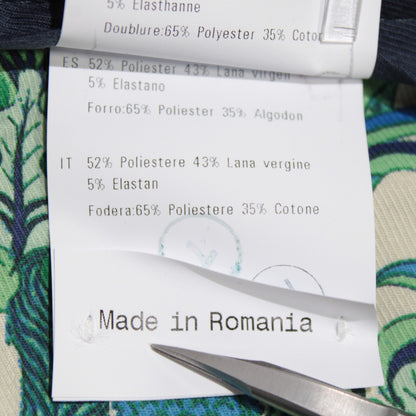 5% Elasthanne
Doublure:65% Polyester 35% Coton
ES 52% Poliester 43% Lana virgen
5% Elastano
Forro:65% Poliester 35% Algodon
IT 52% Poliestere 43% Lana vergine
5% Elastan
Fodera:65% Poliestere 35% Cotone
Made in Romania